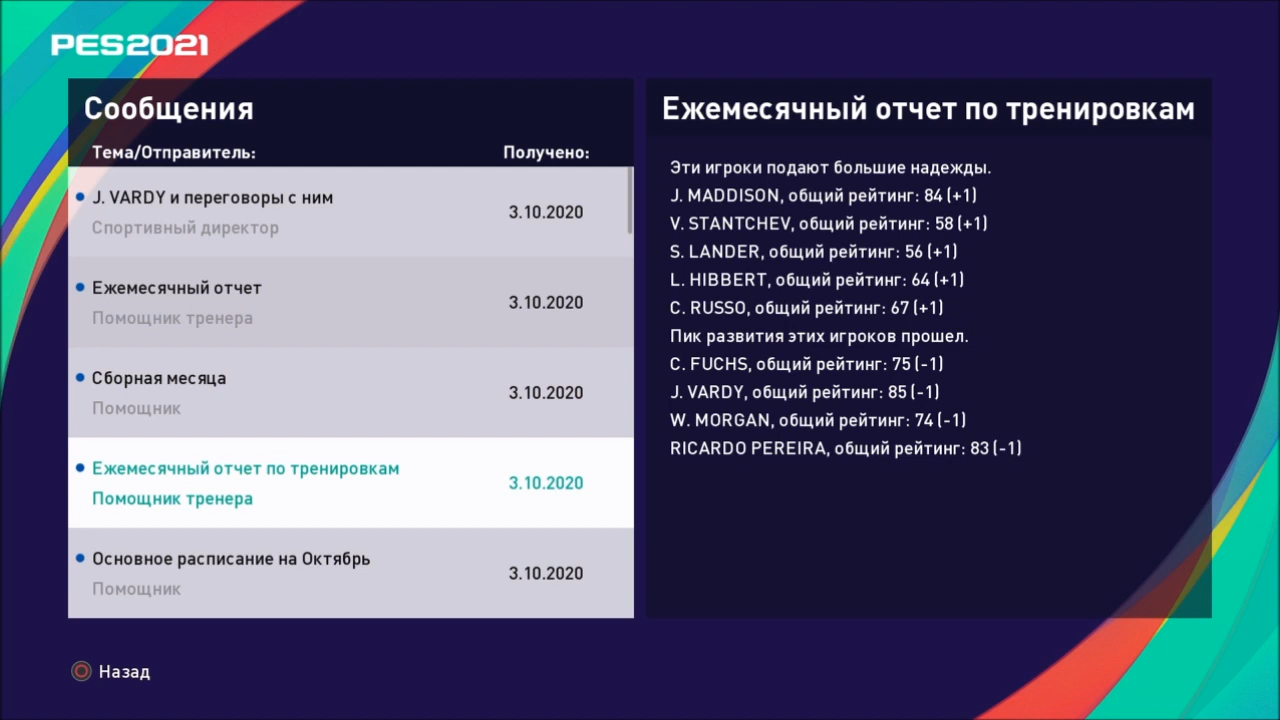 PES2021
Сообщения
Тема/Отправитель: Получено:
J. VARDY и переговоры с ним
Спортивный директор
3.10.2020
Ежемесячный отчет
Помощник тренера
3.10.2020
Сборная месяца
Помощник
3.10.2020
Ежемесячный отчет по тренировкам
Помощник тренера
3.10.2020
Основное расписание на Октябрь
Помощник
3.10.2020
Ежемесячный отчет по тренировкам
Эти игроки подают большие надежды.
J. MADDISON, общий рейтинг: 84 (+1)
V. STANTCHEV, общий рейтинг: 58 (+1)
S. LANDER, общий рейтинг: 56 (+1)
L. HIBBERT, общий рейтинг: 64 (+1)
C. RUSSO, общий рейтинг: 67 (+1)
Пик развития этих игроков прошел.
C. FUCHS, общий рейтинг: 75 (-1)
J. VARDY, общий рейтинг: 85 (-1)
W. MORGAN, общий рейтинг: 74 (-1)
RICARDO PEREIRA, общий рейтинг: 83 (-1)
Назад